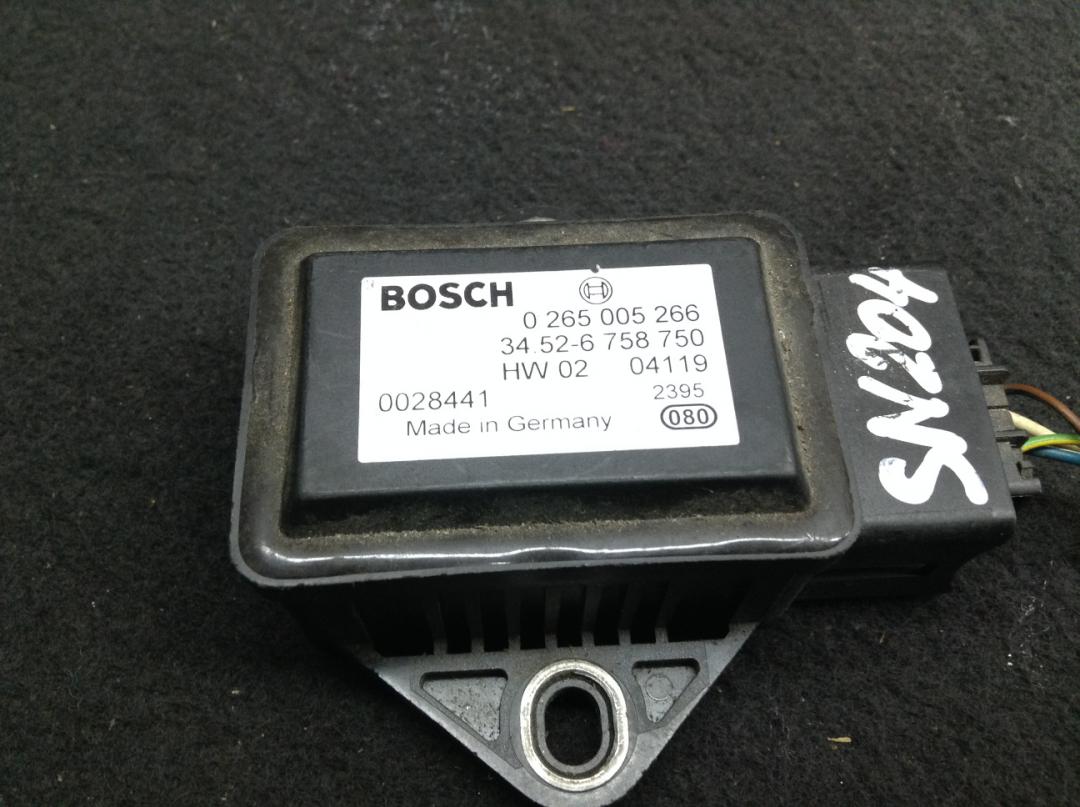 BOSCH
0 265 005 266
34.52-6 758 750
HW 02 04119
0028441 2395
Made in Germany 080
SN204